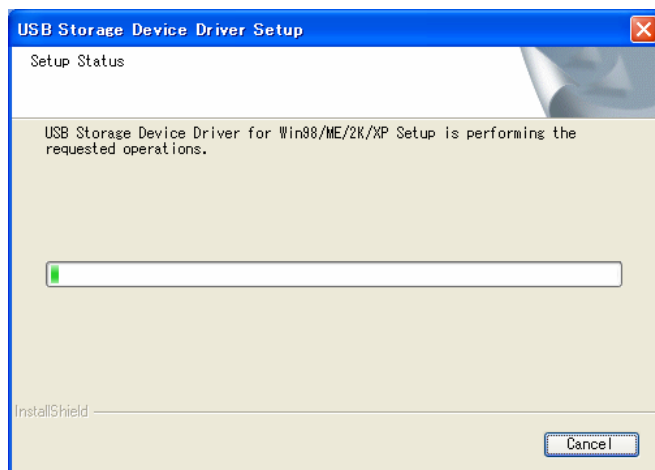 USB Storage Device Driver Setup
Setup Status
USB Storage Device Driver for Win98/ME/2K/XP Setup is performing the
requested operations.
InstallShield
Cancel